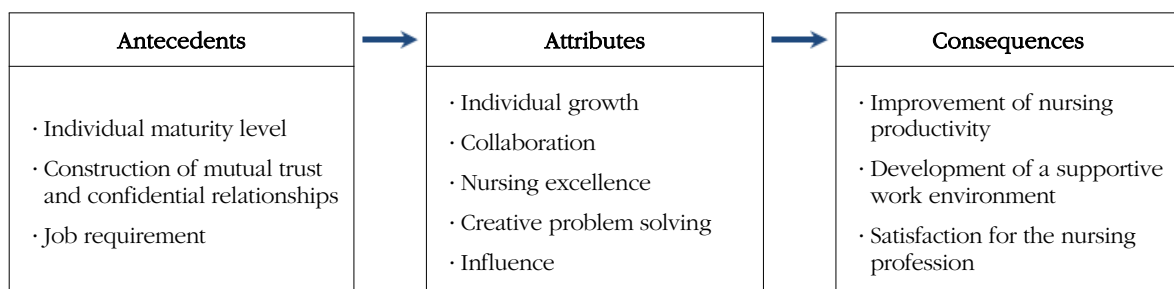 Antecedents
· Individual maturity level
· Construction of mutual trust
and confidential relationships
· Job requirement
Attributes
· Individual growth
· Collaboration
· Nursing excellence
· Creative problem solving
· Influence
Consequences
· Improvement of nursing
productivity
· Development of a supportive
work environment
· Satisfaction for the nursing
profession